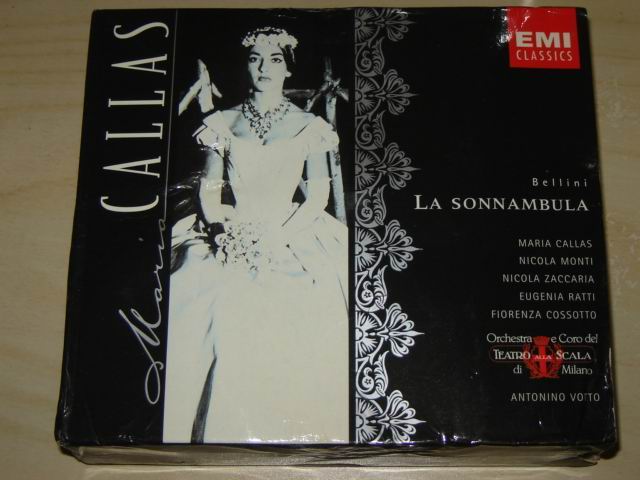 Maria CALLAS
EMI
CLASSICS
Bellini
LA SONNAMBULA
MARIA CALLAS
NICOLA MONTI
NICOLA ZACCARIA
EUGENIA RATTI
FIORENZA COSSOTTO
Orchestra e Coro del
TEATRO ALLA SCALA
di Milano
ANTONINO VOTTO